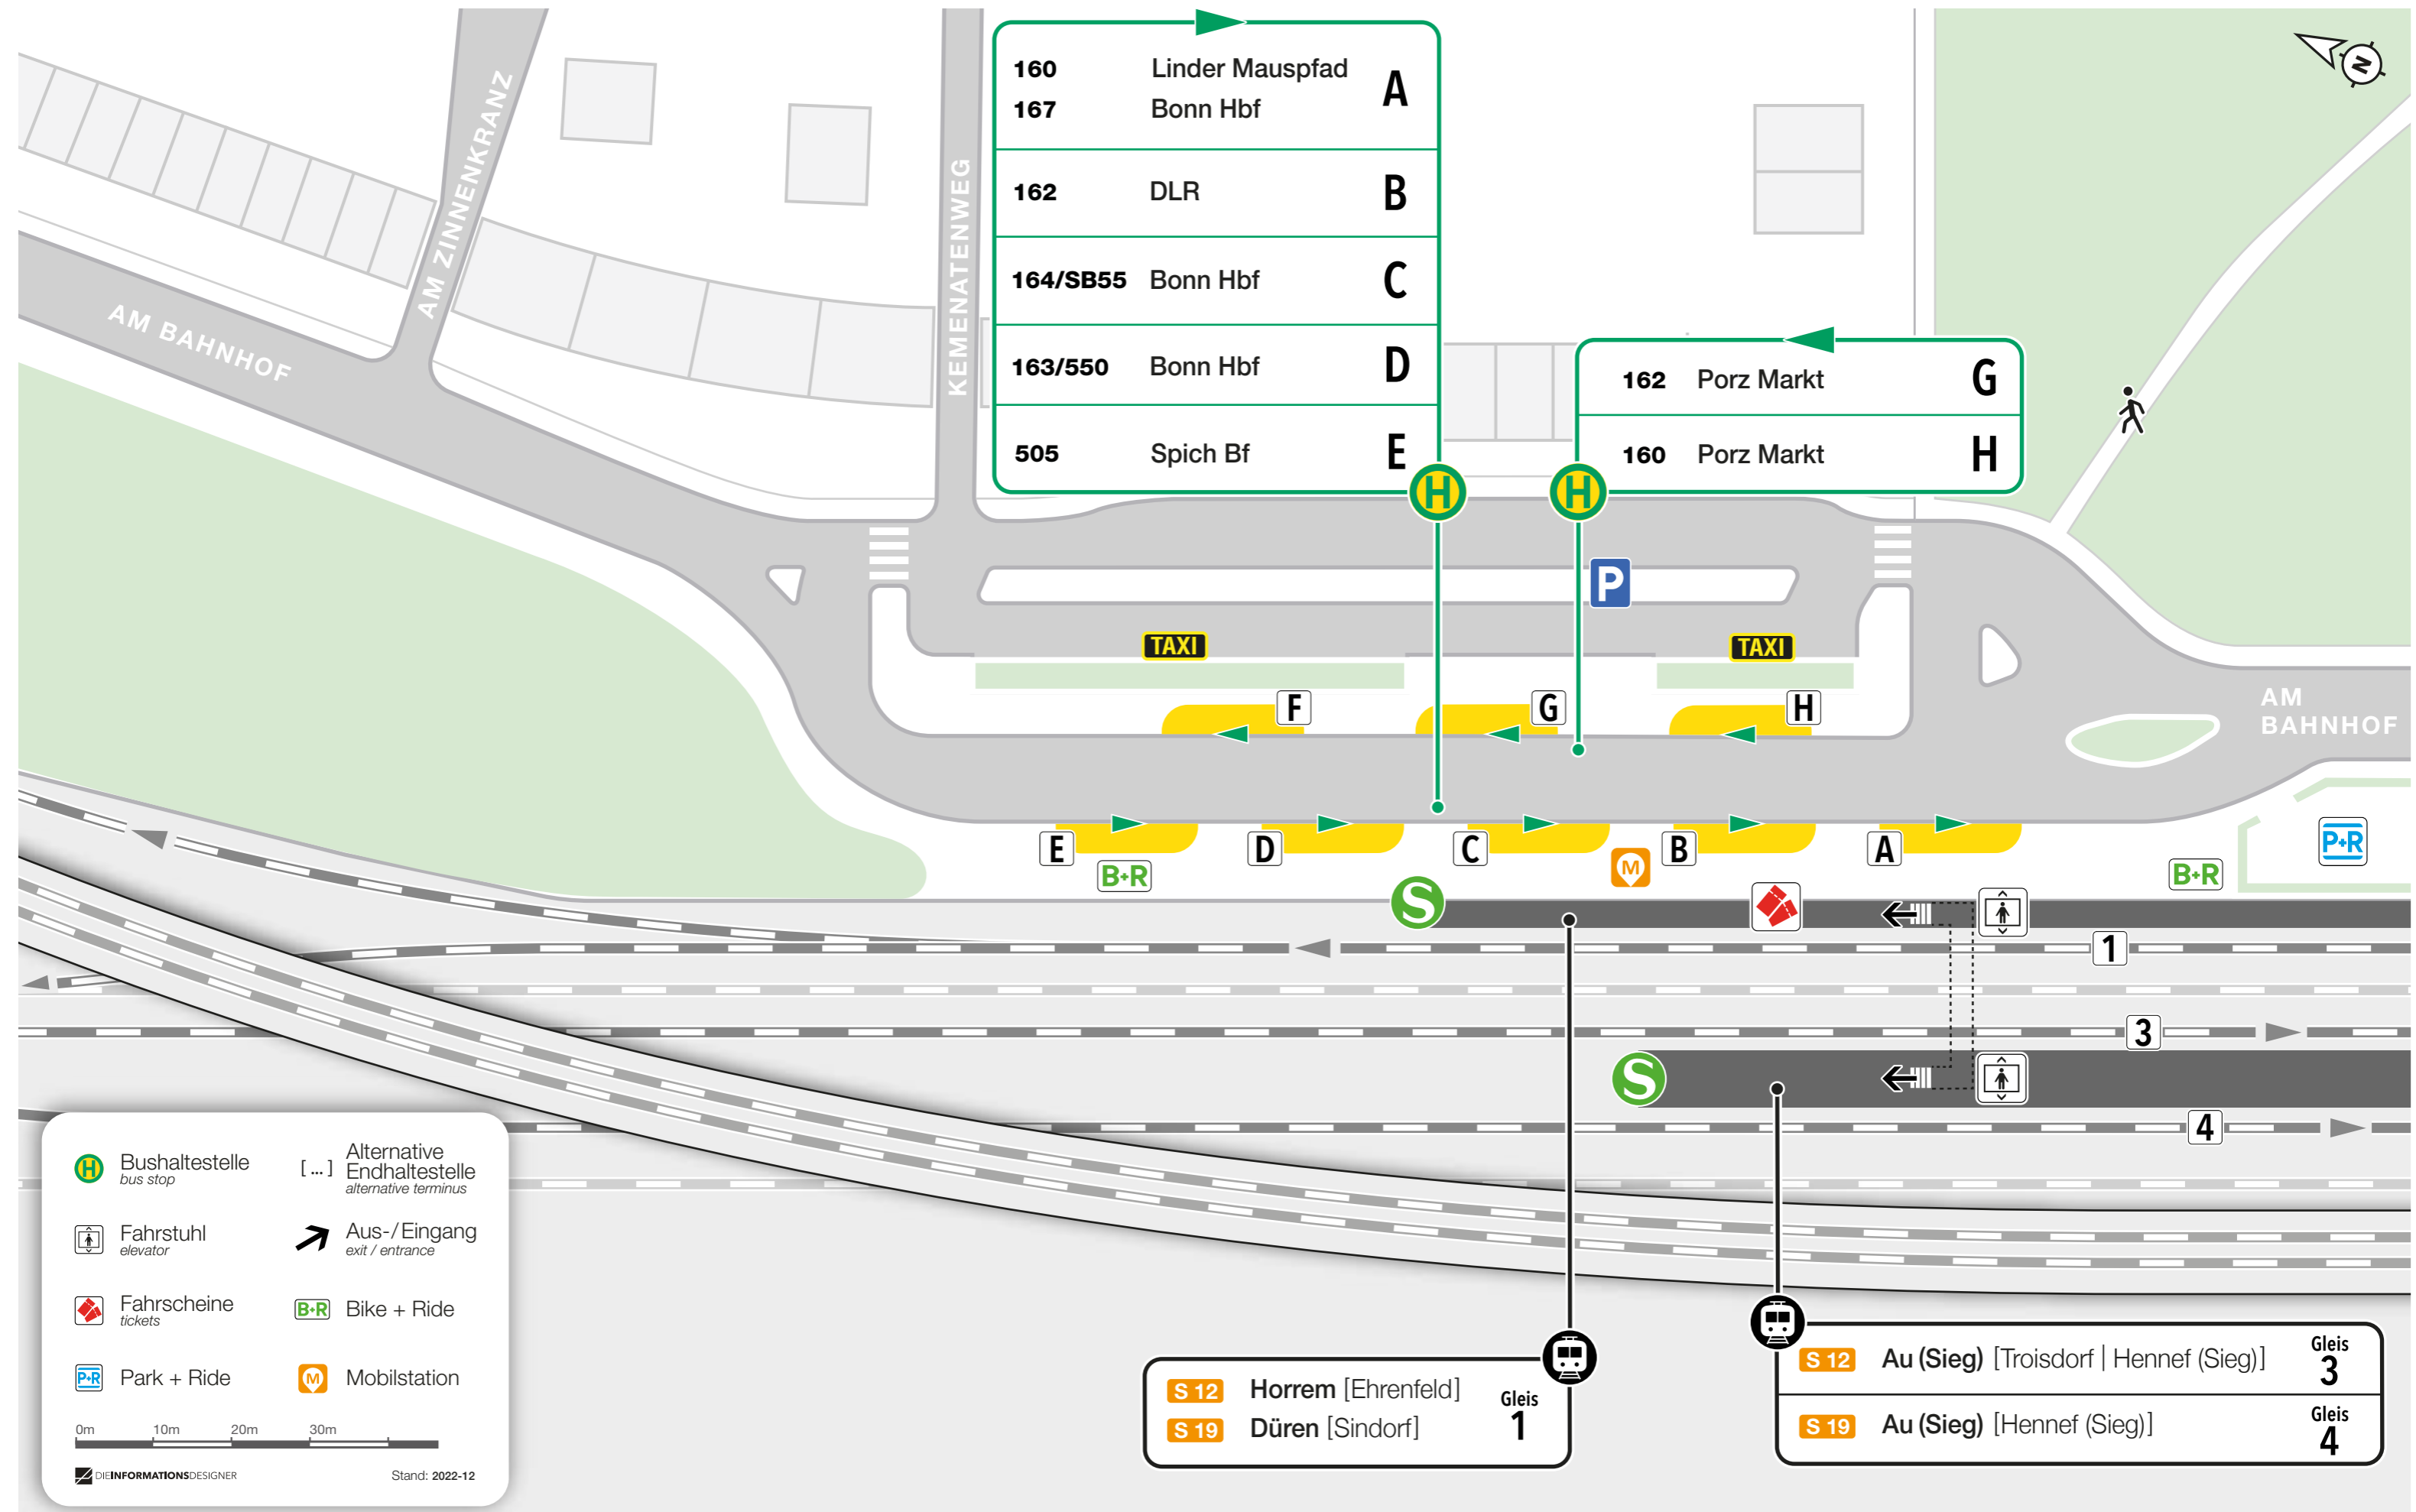 160 Linder Mauspfad
167 Bonn Hbf
A
162 DLR B
164/SB55 Bonn Hbf C
163/550 Bonn Hbf D
505 Spich Bf E
162 Porz Markt G
160 Porz Markt H
N
AM ZINNENKRANZ
KEMENATENWEG
AM BAHNHOF
H
H
P
TAXI
TAXI
F
G
H
AM
BAHNHOF
E
D
C
B
A
B+R
M
P+R
B+R
S
1
3
S
4
H Bushaltestelle
bus stop
[ ... ] Alternative
Endhaltestelle
alternative terminus
Fahrstuhl
elevator
Aus-/Eingang
exit / entrance
Fahrscheine
tickets
B+R Bike + Ride
P+R Park + Ride
M Mobilstation
0m 10m 20m 30m
DIEINFORMATIONSDESIGNER
Stand: 2022-12
S 12 Horrem [Ehrenfeld]
S 19 Düren [Sindorf]
Gleis
1
S 12 Au (Sieg) [Troisdorf | Hennef (Sieg)]
Gleis
3
S 19 Au (Sieg) [Hennef (Sieg)]
Gleis
4